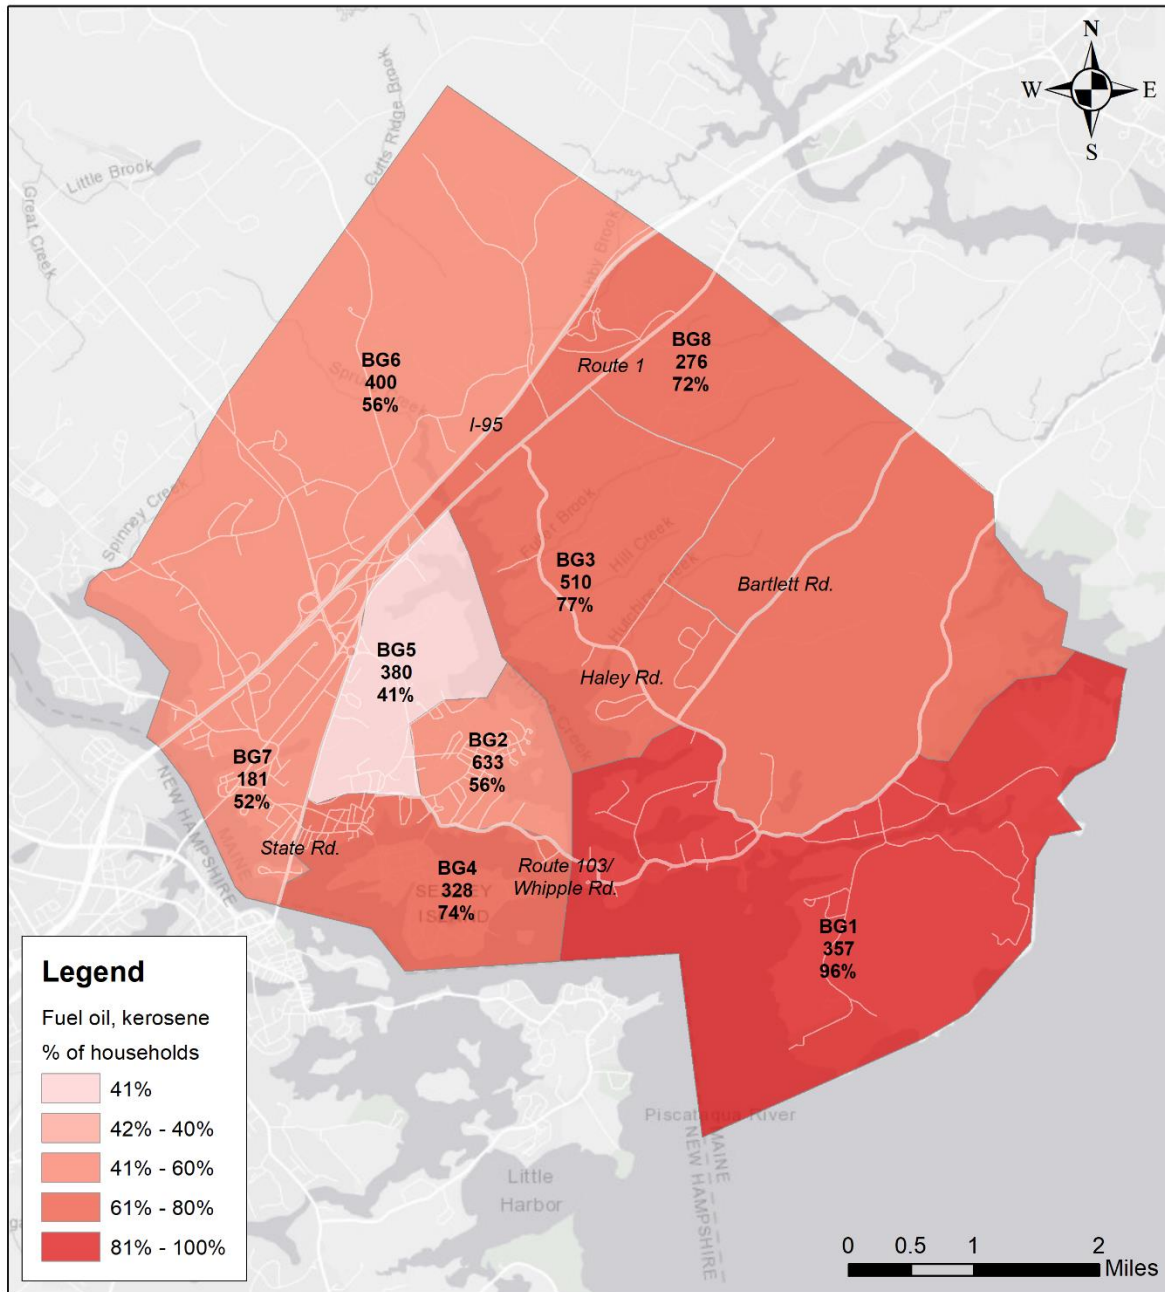 N
W
E
S
Cutts Ridge Brook
Little Brook
Great Creek
BG8
276
72%
Route 1
BG6
400
56%
I-95
Spinney Creek
BG3
510
77%
Hill Creek
Bartlett Rd.
BG5
380
41%
Haley Rd.
BG2
633
56%
BG7
181
52%
NEW HAMPSHIRE
MAINE
State Rd.
BG4
328
74%
ISLAND
Route 103/
Whipple Rd.
BG1
357
96%
Legend
Fuel oil, kerosene
% of households
41%
42% - 40%
41% - 60%
61% - 80%
81% - 100%
Piscataqua River
MAINE
NEW HAMPSHIRE
Little
Harbor
0
0.5
1
2
Miles